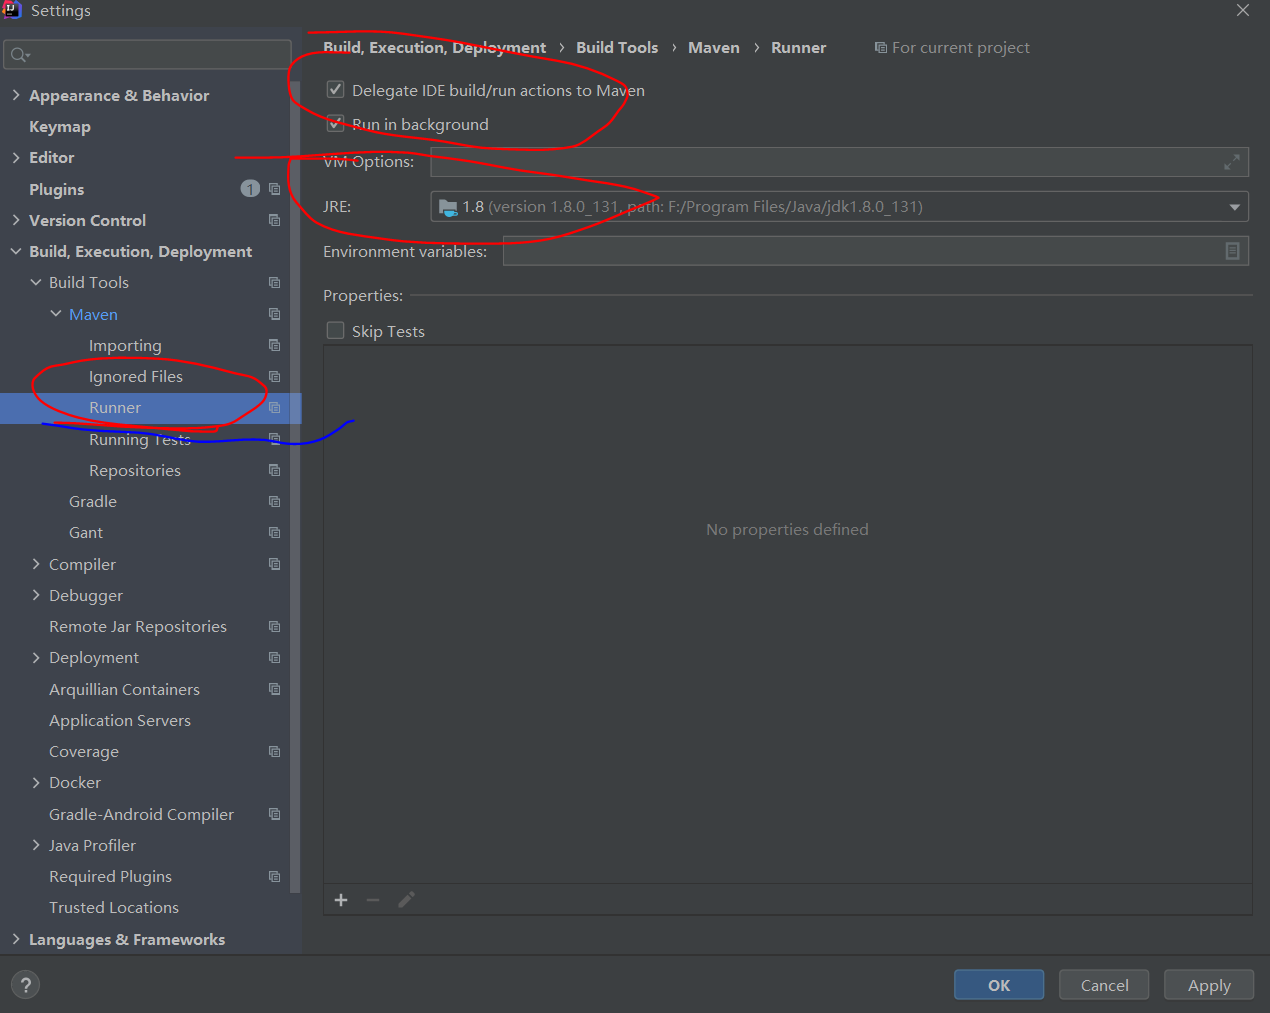 Settings
Build, Execution, Deployment › Build Tools › Maven › Runner For current project
Appearance & Behavior
Keymap
Editor
Plugins 1
Version Control
Build, Execution, Deployment
Build Tools
Maven
Importing
Ignored Files
Runner
Running Tests
Repositories
Gradle
Gant
Compiler
Debugger
Remote Jar Repositories
Deployment
Arquillian Containers
Application Servers
Coverage
Docker
Gradle-Android Compiler
Java Profiler
Required Plugins
Trusted Locations
Languages & Frameworks
Delegate IDE build/run actions to Maven
Run in background
VM Options:
JRE: 1.8 (version 1.8.0_131, path: F:/Program Files/Java/jdk1.8.0_131)
Environment variables:
Properties:
Skip Tests
No properties defined
?
OK Cancel Apply